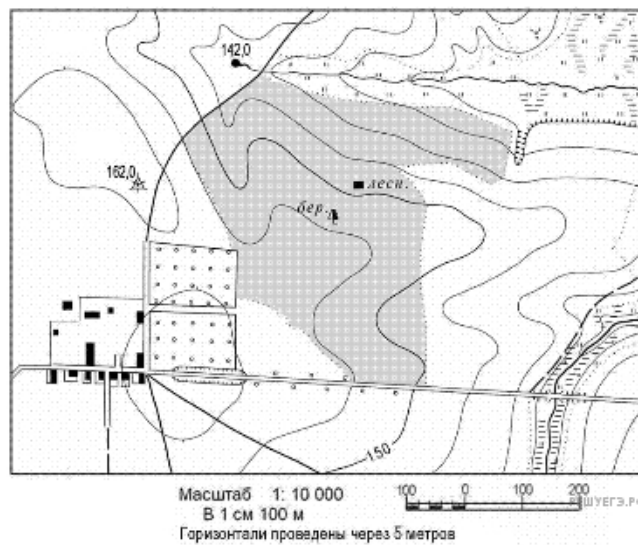 142,0
162,0
лесн.
бер.
150
Масштаб 1: 10 000
В 1 см 100 м
100 0 100 200 300
Горизонтали проведены через 5 метров